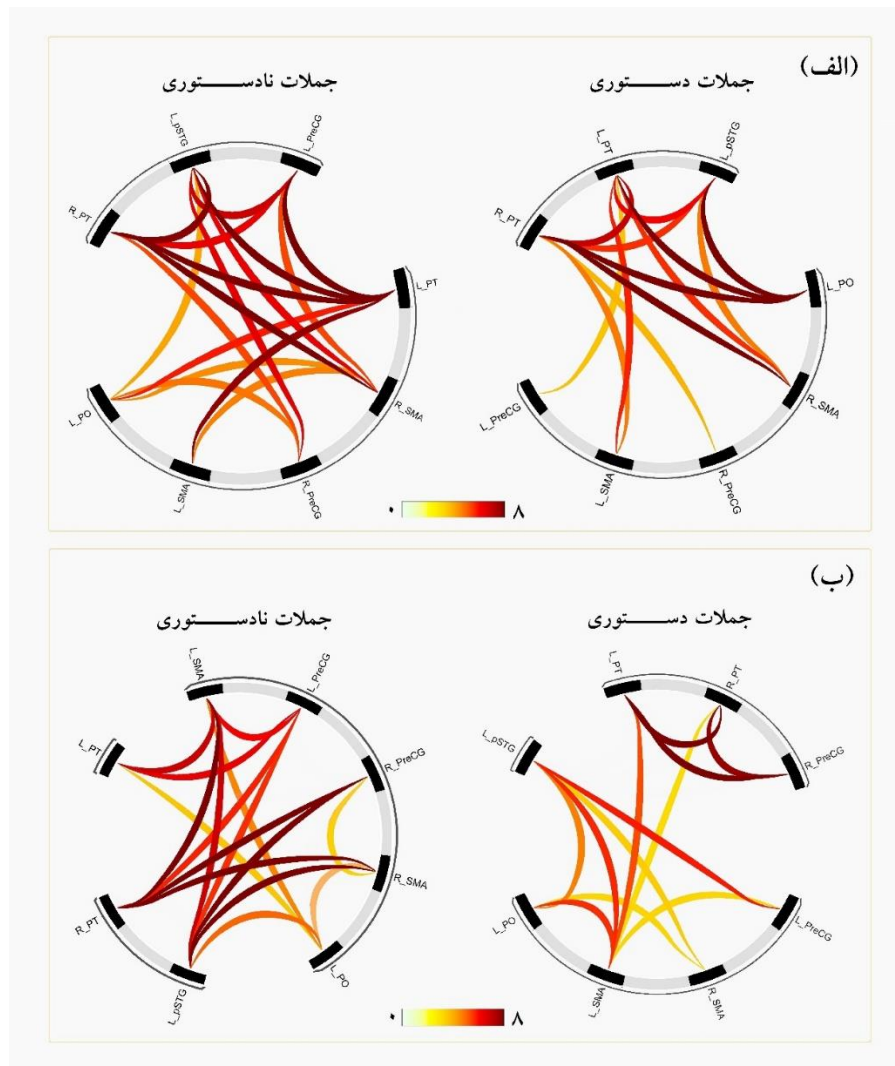 (الف)
جملات دستوری
جملات نادستوری
L_PT
L_pSTG
R_PT
L_PO
L_PreCG
R_SMA
L_SMA
R_PreCG
L_pSTG
L_PreCG
R_PT
L_PT
L_PO
R_SMA
L_SMA
R_PreCG
۰
۸
(ب)
جملات دستوری
جملات نادستوری
L_PT
R_PT
L_pSTG
R_PreCG
L_PO
L_PreCG
L_SMA
R_SMA
L_SMA
L_PreCG
L_PT
R_PreCG
R_SMA
R_PT
L_PO
L_pSTG
۰
۸